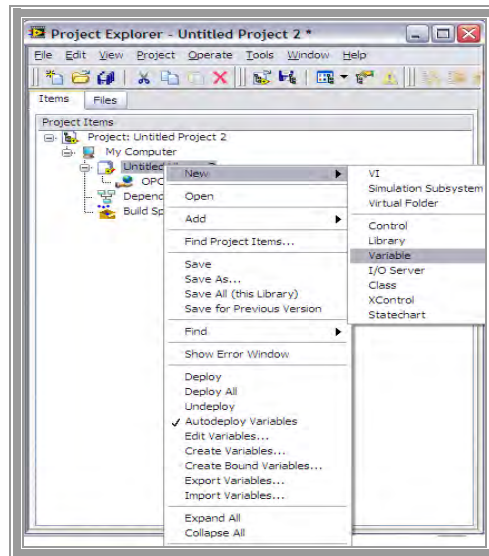 Project Explorer - Untitled Project 2 *
File Edit View Project Operate Tools Window Help
Items Files
Project Items
Project: Untitled Project 2
My Computer
Untitled
OPC
Depend
Build Sp
New
Open
Add
Find Project Items...
Save
Save As...
Save All (this Library)
Save for Previous Version
Find
Show Error Window
Deploy
Deploy All
Undeploy
Autodeploy Variables
Edit Variables...
Create Variables...
Create Bound Variables...
Export Variables...
Import Variables...
Expand All
Collapse All
VI
Simulation Subsystem
Virtual Folder
Control
Library
Variable
I/O Server
Class
XControl
Statechart